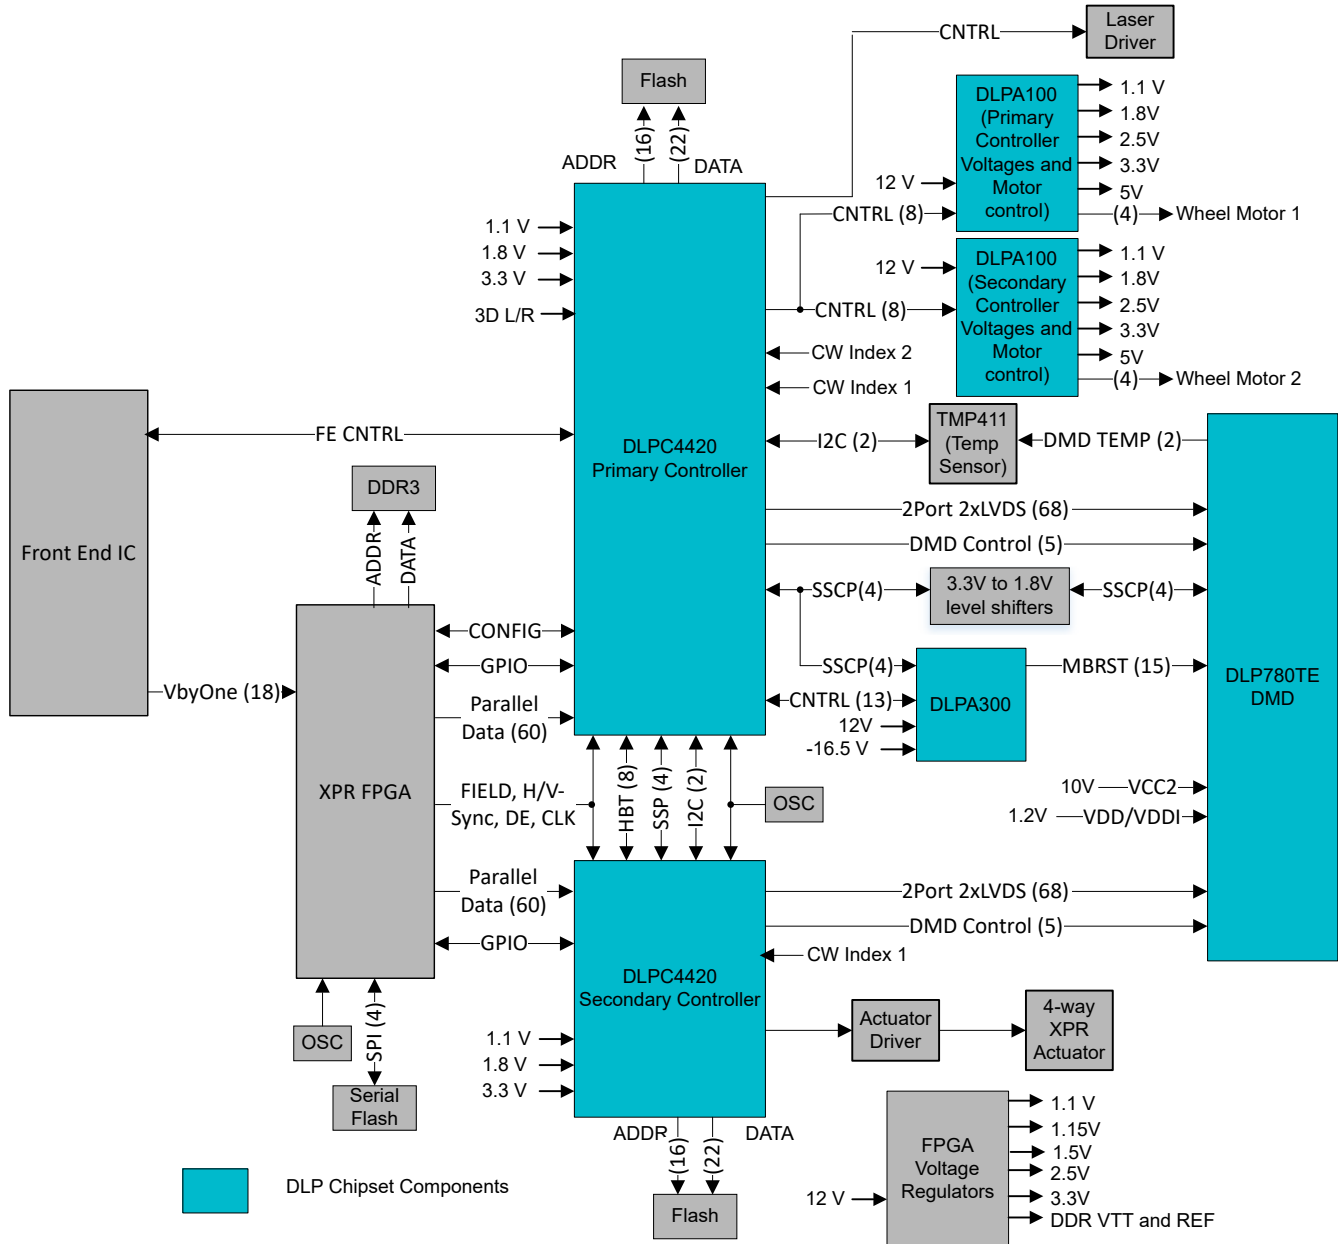 CNTRL
Laser
Driver
Flash
(16)
(22)
ADDR
DATA
DLPA100
(Primary
Controller
Voltages and
Motor
control)
12 V
CNTRL (8)
1.1 V
1.8V
2.5V
3.3V
5V
(4)
Wheel Motor 1
DLPA100
(Secondary
Controller
Voltages and
Motor
control)
12 V
CNTRL (8)
1.1 V
1.8V
2.5V
3.3V
5V
(4)
Wheel Motor 2
1.1 V
1.8 V
3.3 V
3D L/R
CW Index 2
CW Index 1
FE CNTRL
DLPC4420
Primary Controller
I2C (2)
TMP411
(Temp
Sensor)
DMD TEMP (2)
DDR3
ADDR
DATA
Front End IC
2Port 2xLVDS (68)
DMD Control (5)
SSCP(4)
3.3V to 1.8V
level shifters
SSCP(4)
CONFIG
GPIO
VbyOne (18)
Parallel
Data (60)
SSCP(4)
CNTRL (13)
12V
-16.5 V
DLPA300
MBRST (15)
DLP780TE
DMD
XPR FPGA
FIELD, H/V-
Sync, DE, CLK
HBT (8)
SSP (4)
I2C (2)
OSC
10V
VCC2
1.2V
VDD/VDDI
Parallel
Data (60)
GPIO
2Port 2xLVDS (68)
DMD Control (5)
CW Index 1
DLPC4420
Secondary Controller
OSC
SPI (4)
Serial
Flash
1.1 V
1.8 V
3.3 V
Actuator
Driver
4-way
XPR
Actuator
ADDR
(16)
(22)
DATA
Flash
12 V
FPGA
Voltage
Regulators
1.1 V
1.15V
1.5V
2.5V
3.3V
DDR VTT and REF
DLP Chipset Components